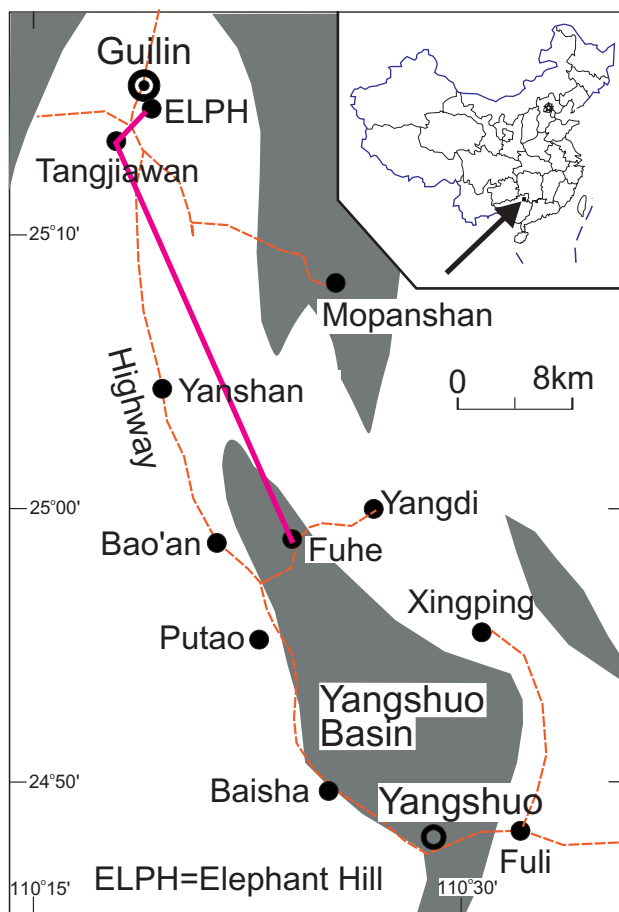 Guilin
ELPH
Tangjiawan
25°10'
Mopanshan
0 8km
Highway
Yanshan
25°00'
Yangdi
Bao'an
Fuhe
Xingping
Putao
Yangshuo
Basin
24°50'
Baisha
Yangshuo
Fuli
ELPH=Elephant Hill
110°15'
110°30'